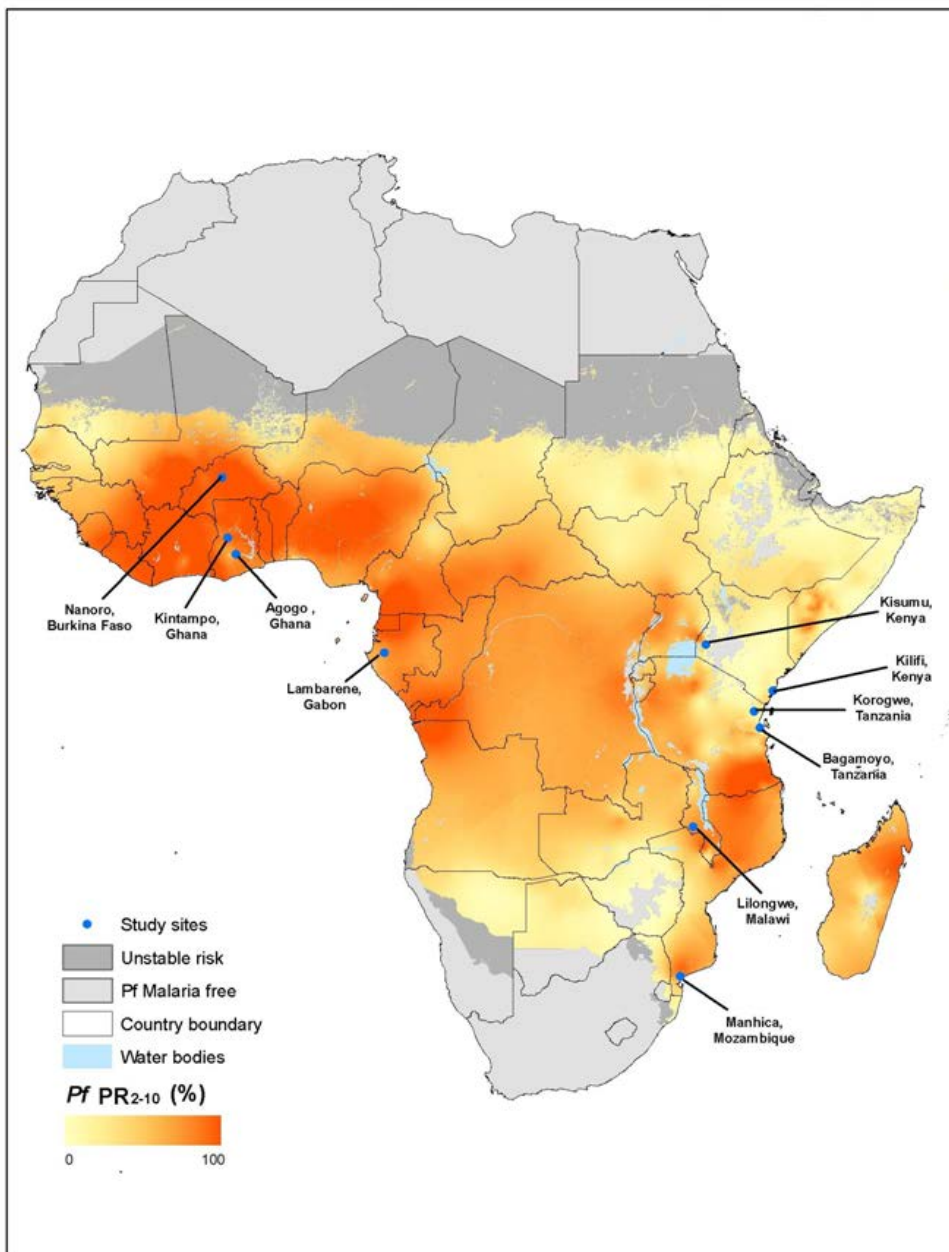 Nanoro,
Burkina Faso
Kintampo,
Ghana
Agogo ,
Ghana
Lambarene,
Gabon
Kisumu,
Kenya
Kilifi,
Kenya
Korogwe,
Tanzania
Bagamoyo,
Tanzania
Lilongwe,
Malawi
Manhica,
Mozambique
Study sites
Unstable risk
Pf Malaria free
Country boundary
Water bodies
Pf PR2-10 (%)
0 100